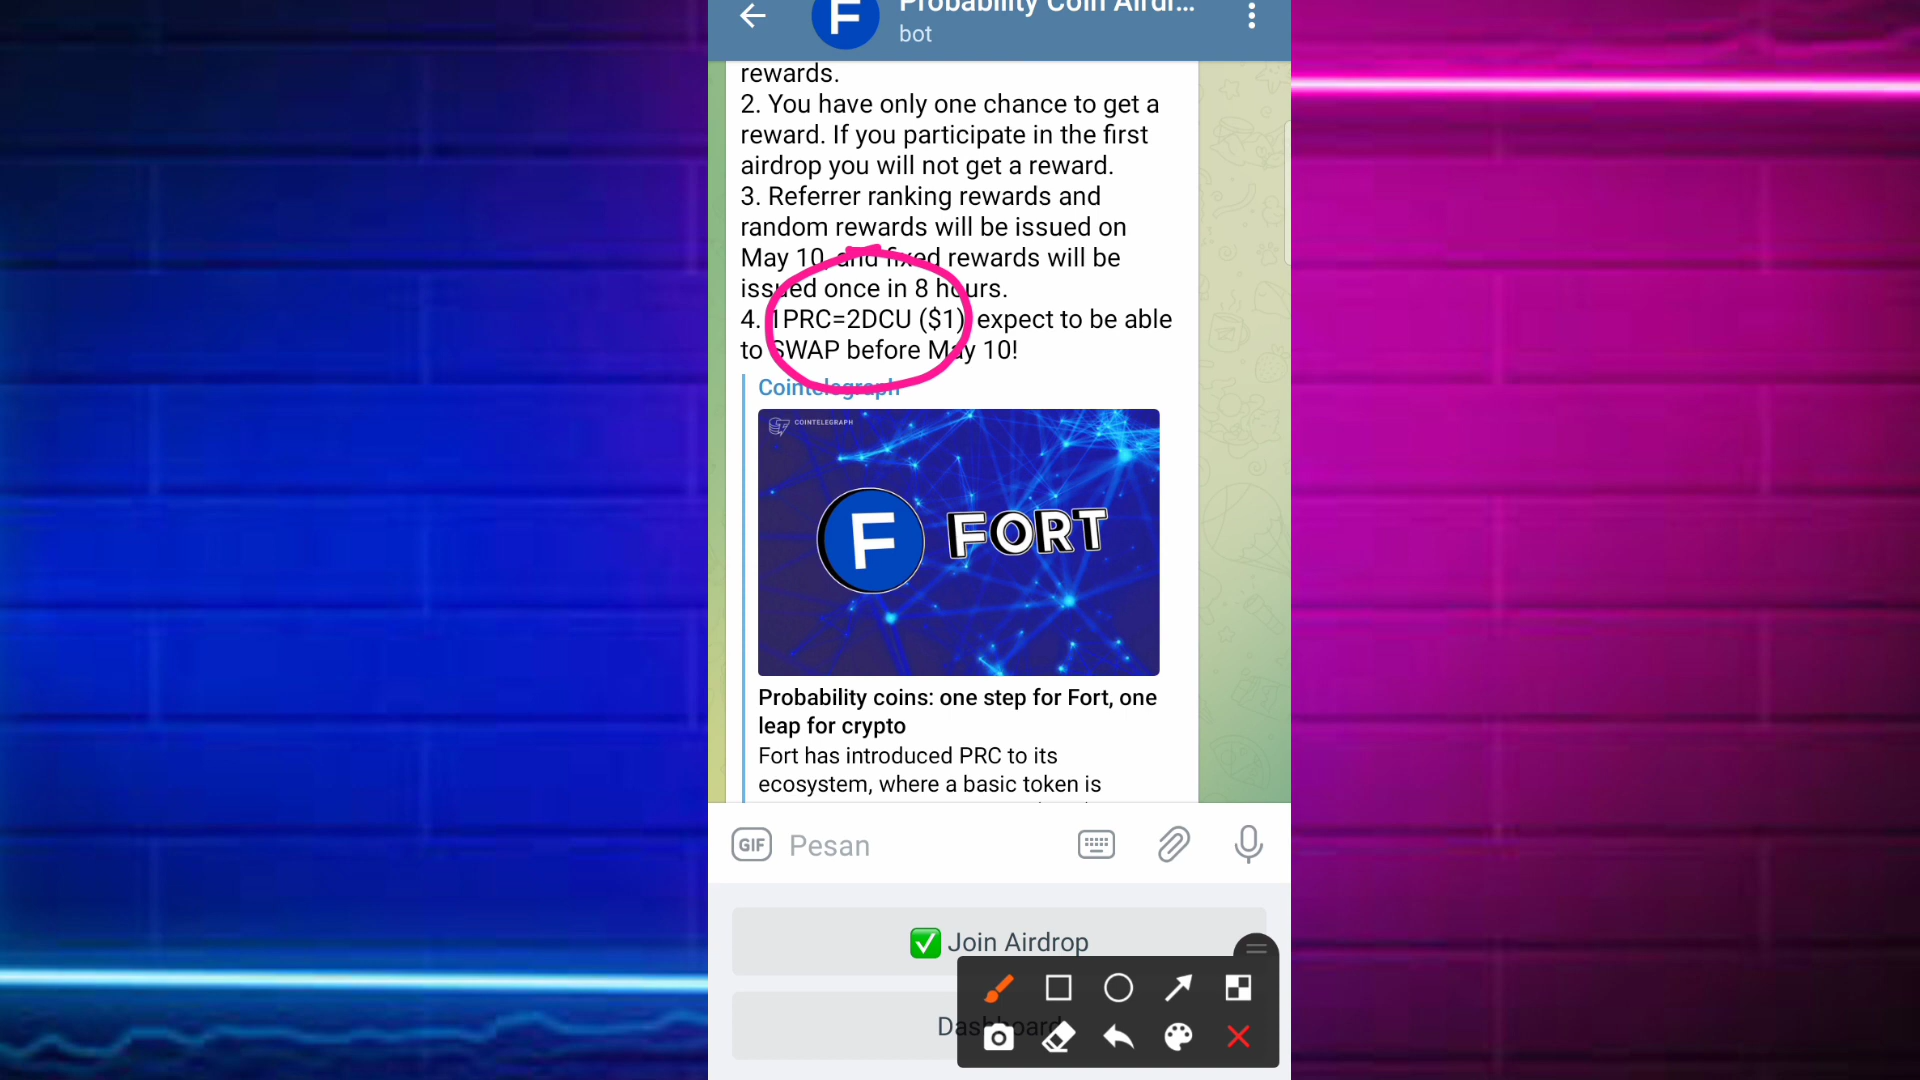 Probability Coin Airdr...
bot
rewards.
2. You have only one chance to get a
reward. If you participate in the first
airdrop you will not get a reward.
3. Referrer ranking rewards and
random rewards will be issued on
May 10, and fixed rewards will be
issued once in 8 hours.
4. 1PRC=2DCU ($1), expect to be able
to SWAP before May 10!
Cointelegraph
COINTELEGRAPH
F FORT
Probability coins: one step for Fort, one
leap for crypto
Fort has introduced PRC to its
ecosystem, where a basic token is
GIF Pesan
Join Airdrop
Dashboard